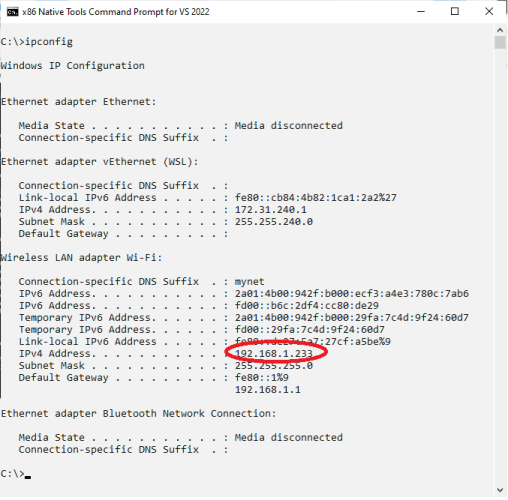 x86 Native Tools Command Prompt for VS 2022
C:\>ipconfig
Windows IP Configuration
Ethernet adapter Ethernet:
Media State . . . . . . . . . . . : Media disconnected
Connection-specific DNS Suffix  . :
Ethernet adapter vEthernet (WSL):
Connection-specific DNS Suffix  . :
Link-local IPv6 Address . . . . . : fe80::cb84:4b82:1ca1:2a2%27
IPv4 Address. . . . . . . . . . . : 172.31.240.1
Subnet Mask . . . . . . . . . . . : 255.255.240.0
Default Gateway . . . . . . . . . :
Wireless LAN adapter Wi-Fi:
Connection-specific DNS Suffix  . : mynet
IPv6 Address. . . . . . . . . . . : 2a01:4b00:942f:b000:ecf3:a4e3:780c:7ab6
IPv6 Address. . . . . . . . . . . : fd00::b6c:2df4:cc80:de29
Temporary IPv6 Address. . . . . . : 2a01:4b00:942f:b000:29fa:7c4d:9f24:60d7
Temporary IPv6 Address. . . . . . : fd00::29fa:7c4d:9f24:60d7
Link-local IPv6 Address . . . . . :
IPv4 Address. . . . . . . . . . . : 192.168.1.233
Subnet Mask . . . . . . . . . . . : 255.255.255.0
Default Gateway . . . . . . . . . : fe80::1%9
192.168.1.1
Ethernet adapter Bluetooth Network Connection:
Media State . . . . . . . . . . . : Media disconnected
Connection-specific DNS Suffix  . :
C:\>